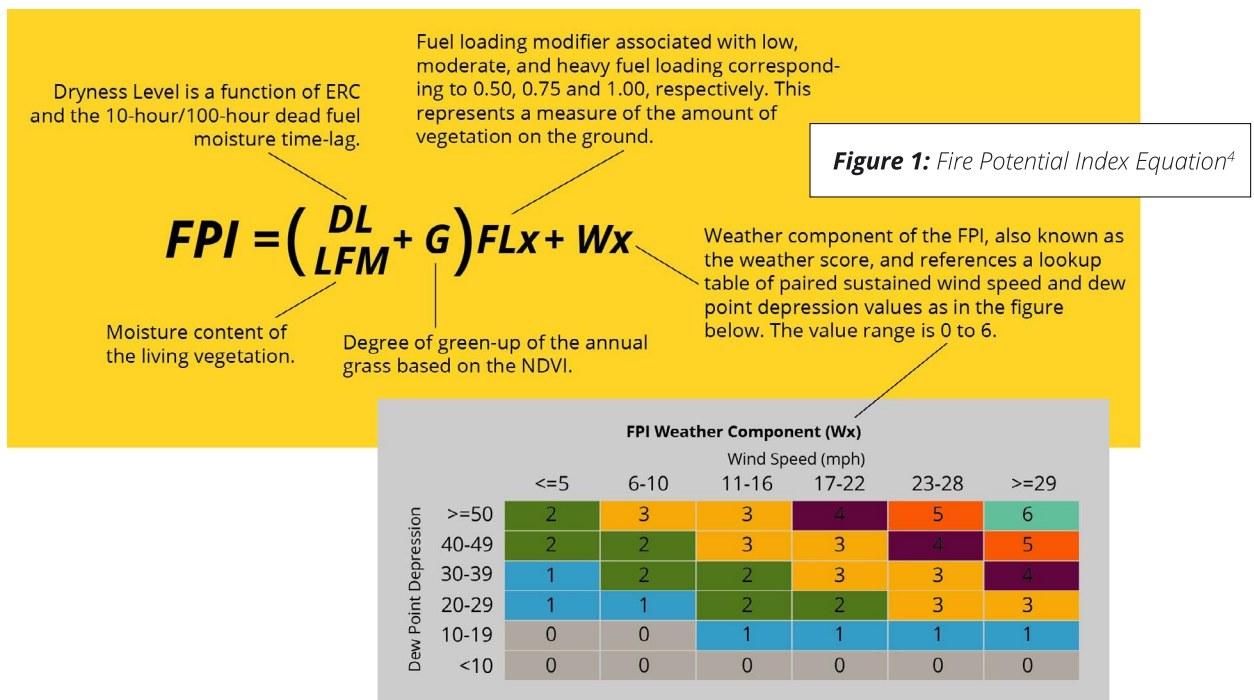 Fuel loading modifier associated with low,
moderate, and heavy fuel loading correspond-
ing to 0.50, 0.75 and 1.00, respectively. This
represents a measure of the amount of
vegetation on the ground.
Dryness Level is a function of ERC
and the 10-hour/100-hour dead fuel
moisture time-lag.
Figure 1: Fire Potential Index Equation4
FPI = ( DL
LFM + G ) FLx + Wx
Weather component of the FPI, also known as
the weather score, and references a lookup
table of paired sustained wind speed and dew
point depression values as in the figure
below. The value range is 0 to 6.
Moisture content of
the living vegetation.
Degree of green-up of the annual
grass based on the NDVI.
FPI Weather Component (Wx)
Wind Speed (mph)
<=5 6-10 11-16 17-22 23-28 >=29
Dew Point Depression
>=50 2 3 3 4 5 6
40-49 2 2 3 3 4 5
30-39 1 2 2 3 3 4
20-29 1 1 2 2 3 3
10-19 0 0 1 1 1 1
<10 0 0 0 0 0 0